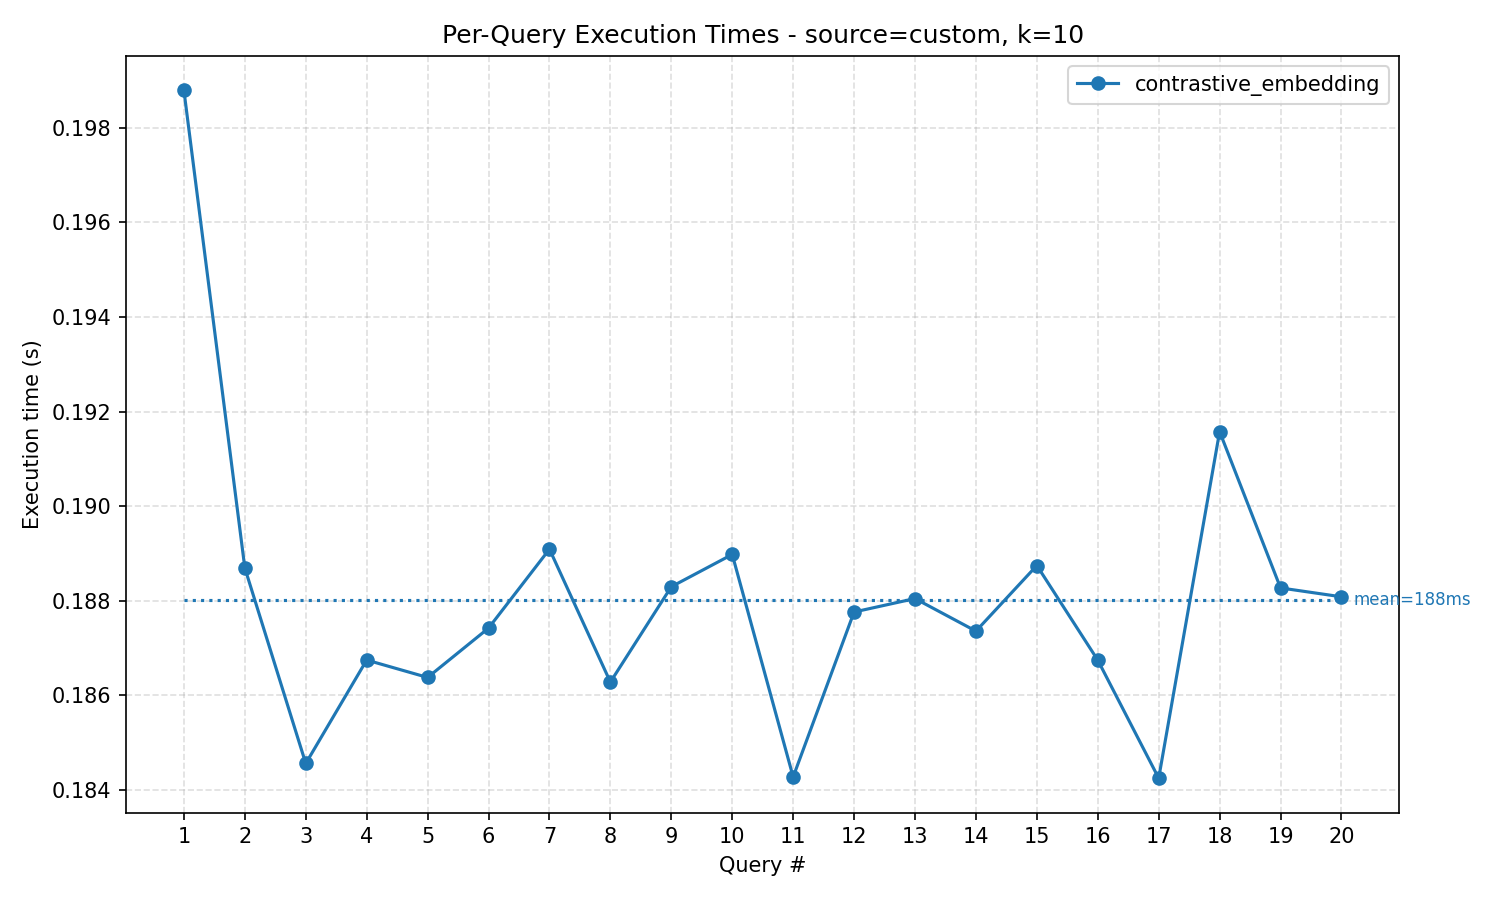 Per-Query Execution Times - source=custom, k=10
contrastive_embedding
0.198
0.196
0.194
0.192
0.190
0.188
0.186
0.184
Execution time (s)
mean=188ms
1 2 3 4 5 6 7 8 9 10 11 12 13 14 15 16 17 18 19 20
Query #